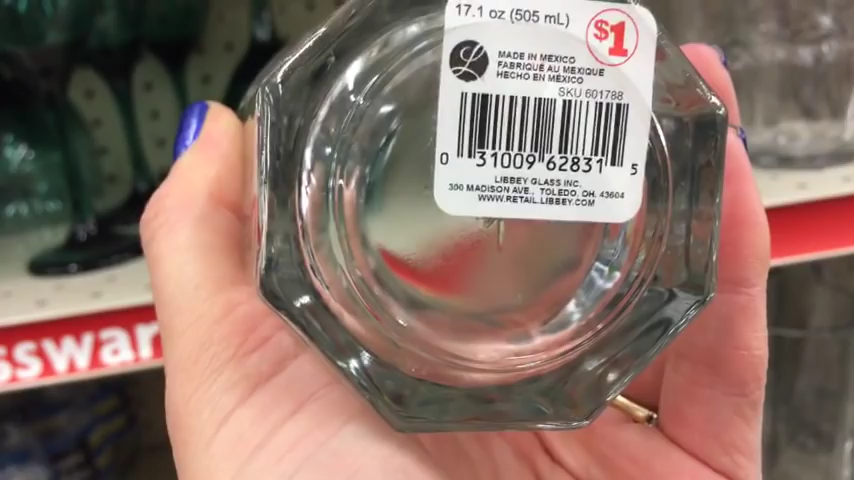 17.1 oz (505 mL)
$1
MADE IN MEXICO
FABRIQUÉ AU MEXIQUE
HECHO EN MÉXICO
SKU 601788
0 31009 62831 5
LIBBEY GLASS INC.
300 MADISON AVE., TOLEDO, OH. 43604
WWW.RETAIL.LIBBEY.COM
ssware